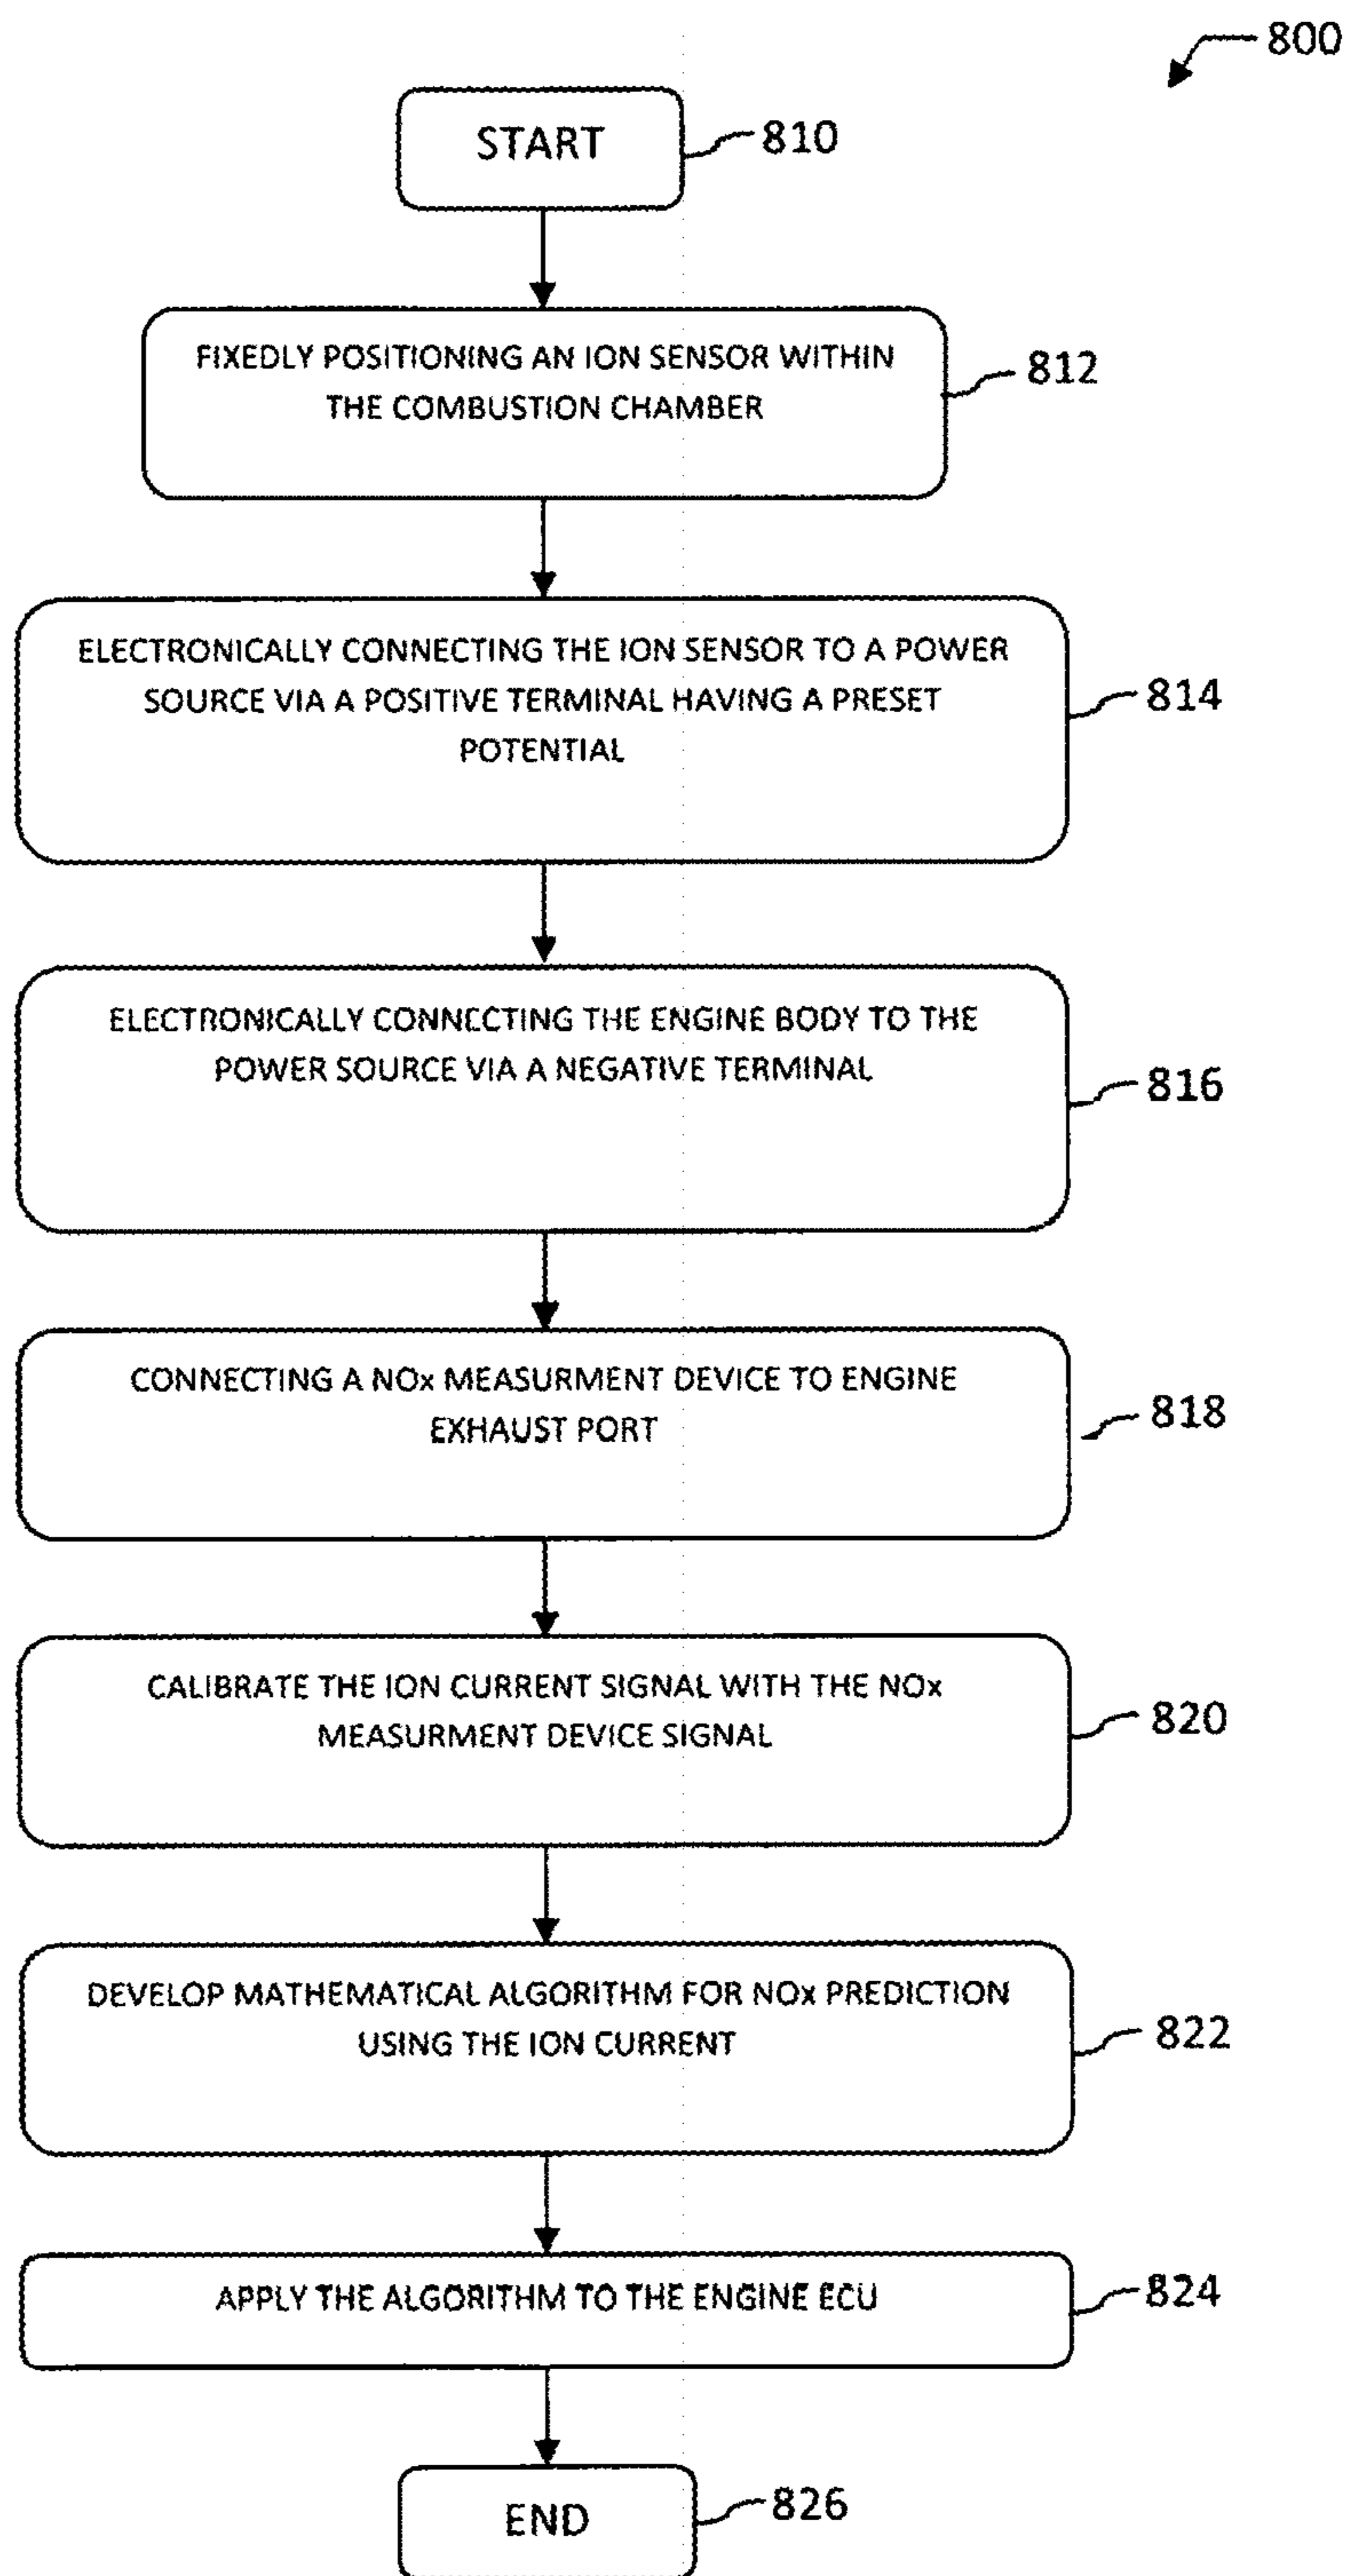 800
START
810
FIXEDLY POSITIONING AN ION SENSOR WITHIN
THE COMBUSTION CHAMBER
812
ELECTRONICALLY CONNECTING THE ION SENSOR TO A POWER
SOURCE VIA A POSITIVE TERMINAL HAVING A PRESET
POTENTIAL
814
ELECTRONICALLY CONNECTING THE ENGINE BODY TO THE
POWER SOURCE VIA A NEGATIVE TERMINAL
816
CONNECTING A NOx MEASURMENT DEVICE TO ENGINE
EXHAUST PORT
818
CALIBRATE THE ION CURRENT SIGNAL WITH THE NOx
MEASURMENT DEVICE SIGNAL
820
DEVELOP MATHEMATICAL ALGORITHM FOR NOx PREDICTION
USING THE ION CURRENT
822
APPLY THE ALGORITHM TO THE ENGINE ECU
824
END
826